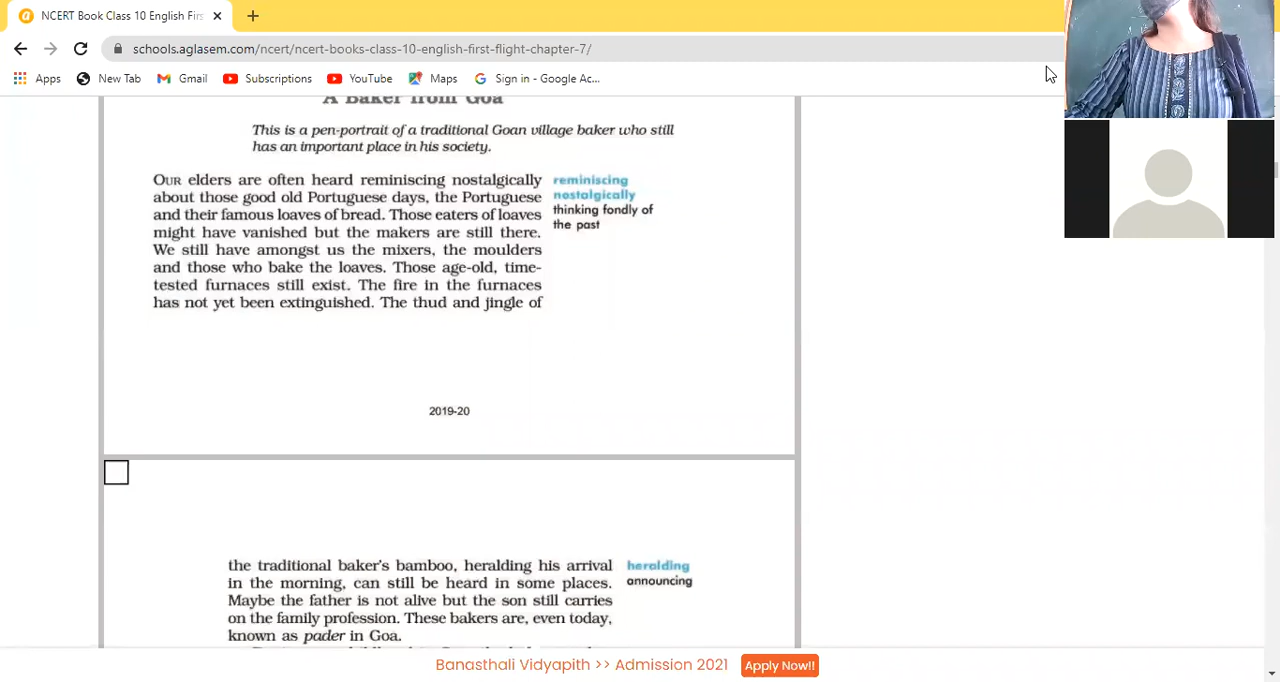 NCERT Book Class 10 English Firs
schools.aglasem.com/ncert/ncert-books-class-10-english-first-flight-chapter-7/
Apps New Tab Gmail Subscriptions YouTube Maps Sign in - Google Ac...
A Baker from Goa
This is a pen-portrait of a traditional Goan village baker who still
has an important place in his society.
OUR elders are often heard reminiscing nostalgically
about those good old Portuguese days, the Portuguese
and their famous loaves of bread. Those eaters of loaves
might have vanished but the makers are still there.
We still have amongst us the mixers, the moulders
and those who bake the loaves. Those age-old, time-
tested furnaces still exist. The fire in the furnaces
has not yet been extinguished. The thud and jingle of
reminiscing
nostalgically
thinking fondly of
the past
2019-20
the traditional baker's bamboo, heralding his arrival
in the morning, can still be heard in some places.
Maybe the father is not alive but the son still carries
on the family profession. These bakers are, even today,
known as pader in Goa.
heralding
announcing
Banasthali Vidyapith >> Admission 2021 Apply Now!!